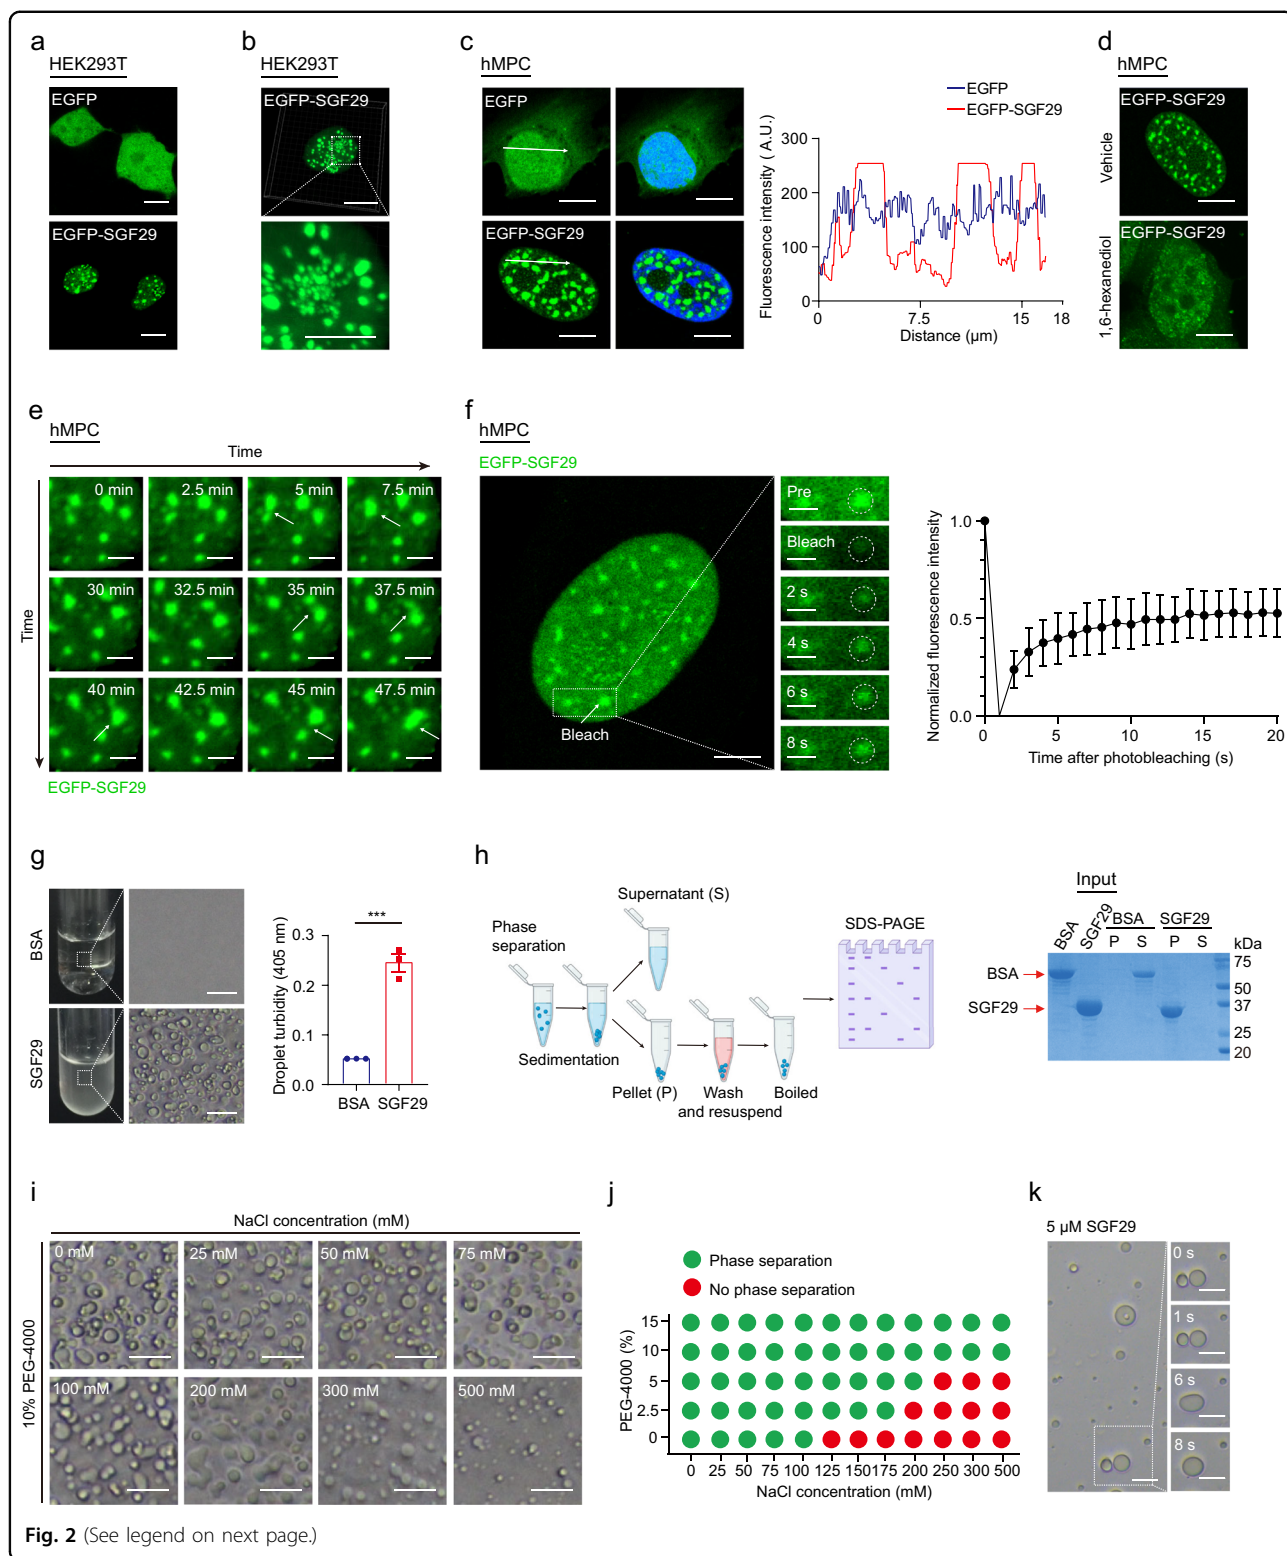 a
HEK293T
EGFP
EGFP-SGF29
b
HEK293T
EGFP-SGF29
c
hMPC
EGFP
EGFP-SGF29
EGFP
EGFP-SGF29
Fluorescence intensity ( A.U.)
300
200
100
0
0 7.5 15 18
Distance (µm)
d
hMPC
Vehicle
EGFP-SGF29
1,6-hexanediol
EGFP-SGF29
e
hMPC
Time
Time
0 min 2.5 min 5 min 7.5 min
30 min 32.5 min 35 min 37.5 min
40 min 42.5 min 45 min 47.5 min
EGFP-SGF29
f
hMPC
EGFP-SGF29
Bleach
Pre
Bleach
2 s
4 s
6 s
8 s
Normalized fluorescence intensity
1.0
0.5
0.0
0 5 10 15 20
Time after photobleaching (s)
g
BSA
SGF29
Droplet turbidity (405 nm)
0.3
0.2
0.1
0.0
***
BSA SGF29
h
Phase
separation
Sedimentation
Supernatant (S)
Pellet (P)
Wash
and resuspend
Boiled
SDS-PAGE
Input
BSA SGF29 BSA SGF29
P S P S
kDa
75
50
37
25
20
BSA
SGF29
i
NaCl concentration (mM)
10% PEG-4000
0 mM 25 mM 50 mM 75 mM
100 mM 200 mM 300 mM 500 mM
j
Phase separation
No phase separation
PEG-4000 (%)
15
10
5
2.5
0
0 25 50 75 100 125 150 175 200 250 300 500
NaCl concentration (mM)
k
5 µM SGF29
0 s
1 s
6 s
8 s
Fig. 2 (See legend on next page.)